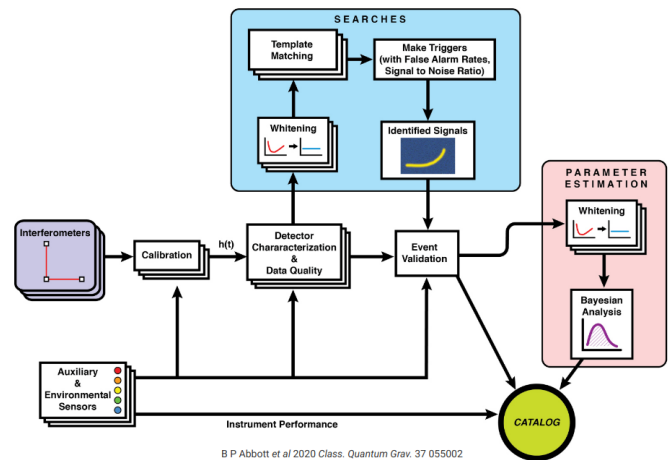 SEARCHES
Template
Matching
Make Triggers
(with False Alarm Rates,
Signal to Noise Ratio)
Whitening
Identified Signals
PARAMETER
ESTIMATION
Whitening
Bayesian
Analysis
Interferometers
Calibration
h(t)
Detector
Chararacterization
&
Data Quality
Event
Validation
Auxiliary
&
Environmental
Sensors
Instrument Performance
CATALOG
B P Abbott et al 2020 Class. Quantum Grav. 37 055002